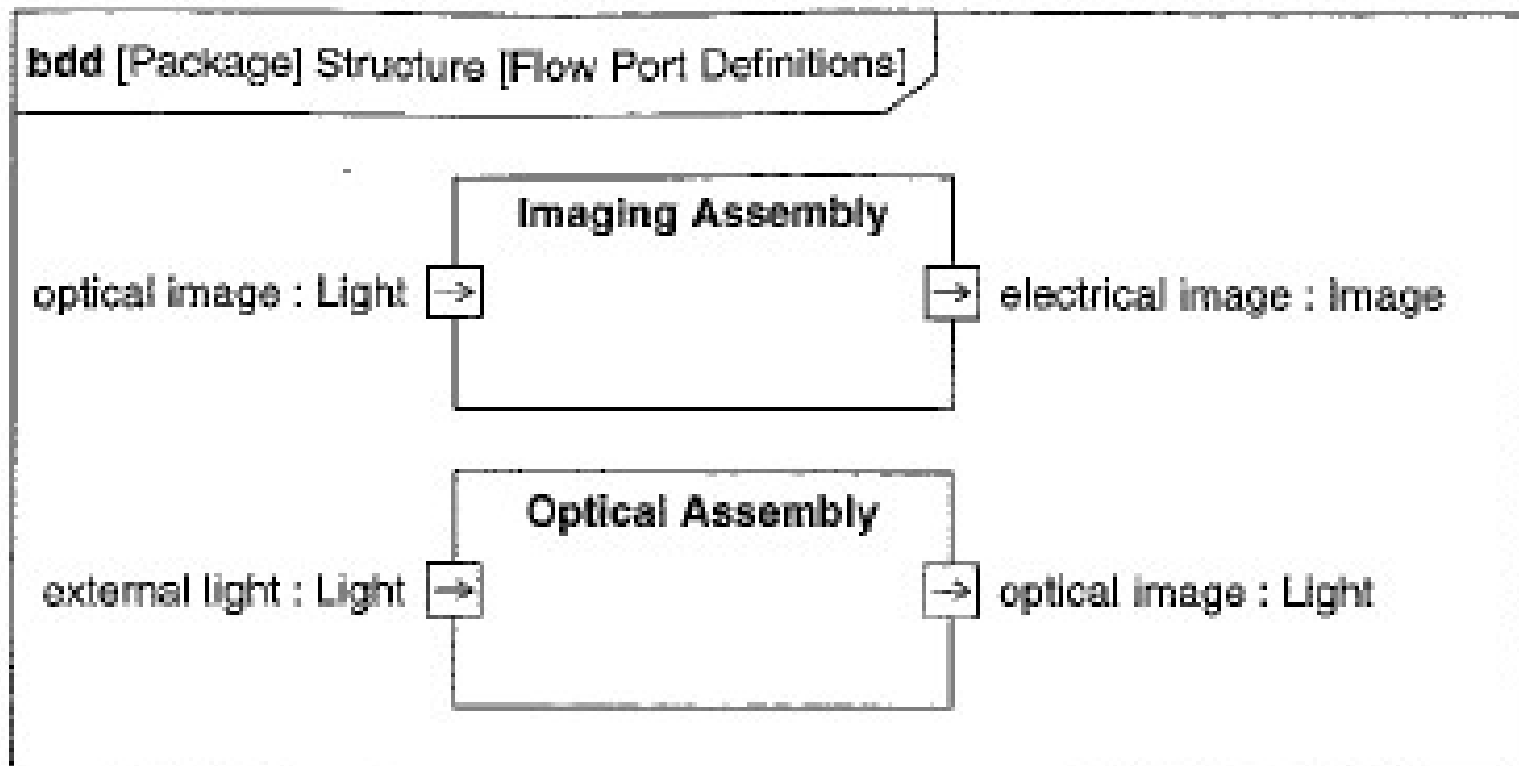 bdd [Package] Structure [Flow Port Definitions]
Imaging Assembly
optical image : Light
electrical image : Image
Optical Assembly
external light : Light
optical image : Light